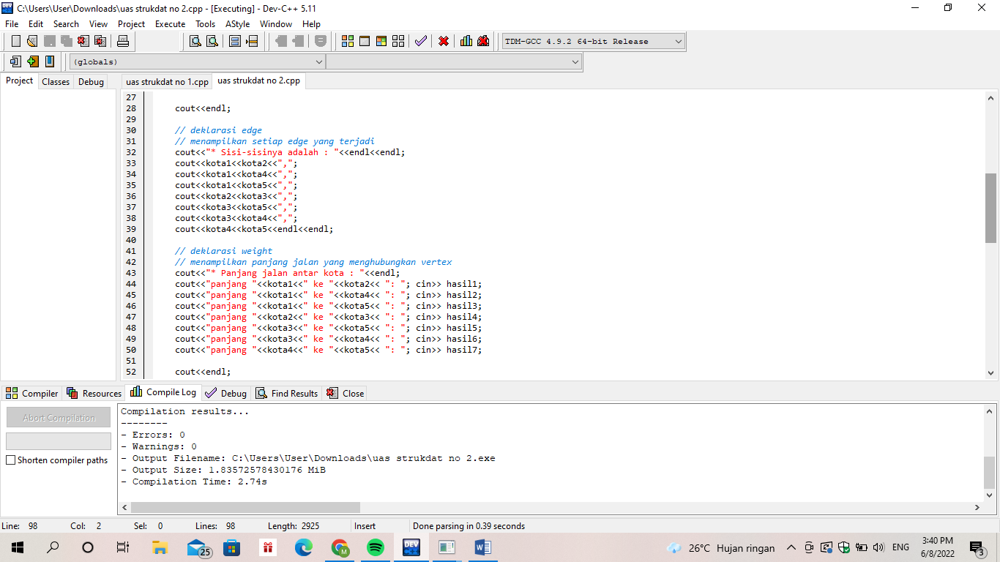 C:\Users\User\Downloads\uas strukdat no 2.cpp - [Executing] - Dev-C++ 5.11
File Edit Search View Project Execute Tools AStyle Window Help
TDM-GCC 4.9.2 64-bit Release
(globals)
Project Classes Debug
uas strukdat no 1.cpp uas strukdat no 2.cpp
27
28 cout<<endl;
29
30 // deklarasi edge
31 // menampilkan setiap edge yang terjadi
32 cout<<"* Sisi-sisinya adalah : "<<endl<<endl;
33 cout<<kota1<<kota2<<",";
34 cout<<kota1<<kota4<<",";
35 cout<<kota1<<kota5<<",";
36 cout<<kota2<<kota3<<",";
37 cout<<kota3<<kota5<<",";
38 cout<<kota3<<kota4<<",";
39 cout<<kota4<<kota5<<endl<<endl;
40
41 // deklarasi weight
42 // menampilkan panjang jalan yang menghubungkan vertex
43 cout<<"* Panjang jalan antar kota : "<<endl;
44 cout<<"panjang "<<kota1<<" ke "<<kota2<< ": "; cin>> hasil1;
45 cout<<"panjang "<<kota1<<" ke "<<kota4<< ": "; cin>> hasil2;
46 cout<<"panjang "<<kota1<<" ke "<<kota5<< ": "; cin>> hasil3;
47 cout<<"panjang "<<kota2<<" ke "<<kota3<< ": "; cin>> hasil4;
48 cout<<"panjang "<<kota3<<" ke "<<kota5<< ": "; cin>> hasil5;
49 cout<<"panjang "<<kota3<<" ke "<<kota4<< ": "; cin>> hasil6;
50 cout<<"panjang "<<kota4<<" ke "<<kota5<< ": "; cin>> hasil7;
51
52 cout<<endl;
Compiler Resources Compile Log Debug Find Results Close
Abort Compilation
Shorten compiler paths
Compilation results...
--------
- Errors: 0
- Warnings: 0
- Output Filename: C:\Users\User\Downloads\uas strukdat no 2.exe
- Output Size: 1.83572578430176 MiB
- Compilation Time: 2.74s
Line: 98 Col: 2 Sel: 0 Lines: 98 Length: 2925 Insert Done parsing in 0.39 seconds
25
M
DEV
26°C Hujan ringan
ENG
3:40 PM
6/8/2022
3